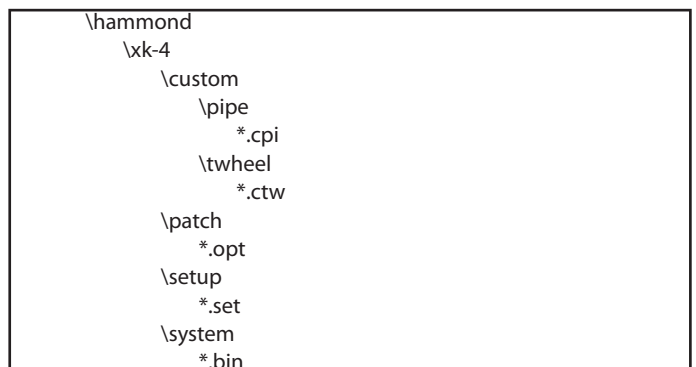 \hammond
\xk-4
\custom
\pipe
*.cpi
\twheel
*.ctw
\patch
*.opt
\setup
*.set
\system
*.bin